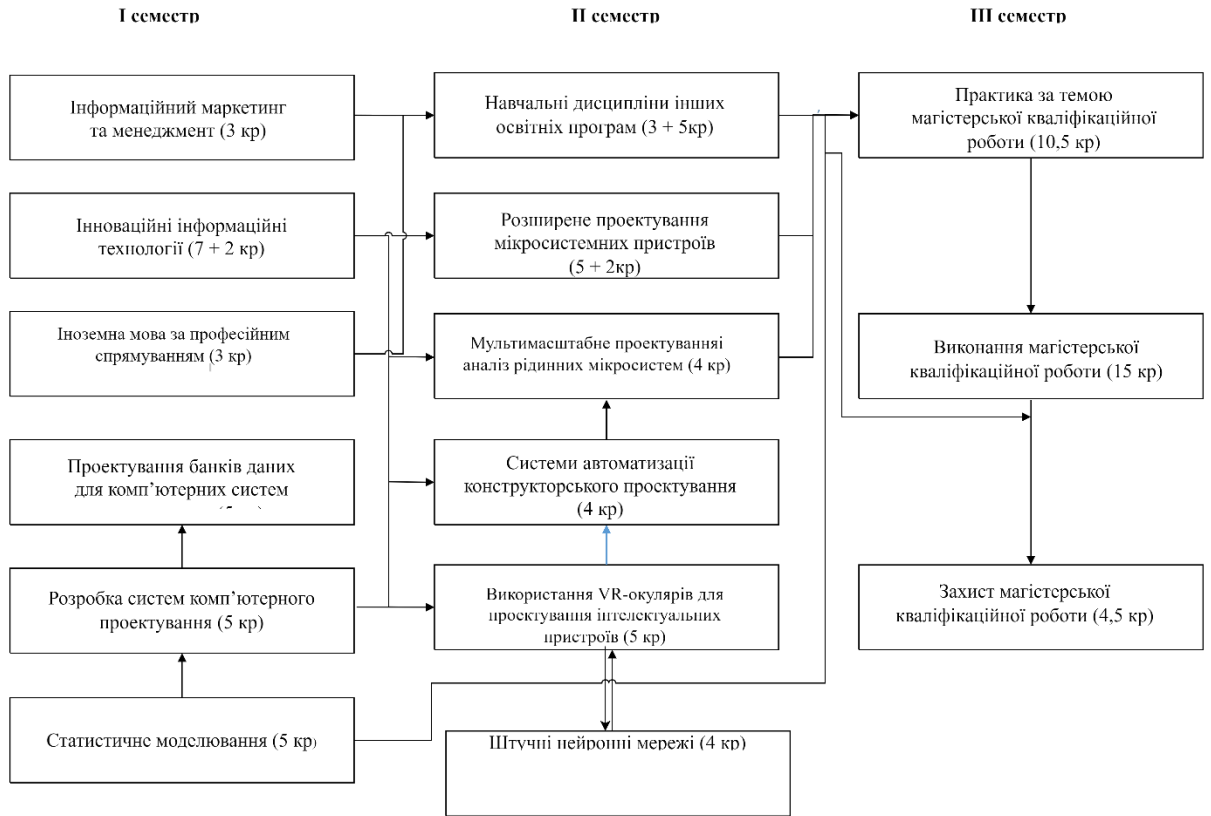 I семестр
II семестр
III семестр
Інформаційний маркетинг
та менеджмент (3 кр)
Навчальні дисципліни інших
освітніх програм (3 + 5кр)
Практика за темою
магістерської кваліфікаційної
роботи (10,5 кр)
Інноваційні інформаційні
технології (7 + 2 кр)
Розширене проектування
мікросистемних пристроїв
(5 + 2кр)
Іноземна мова за професійним
спрямуванням (3 кр)
Мультимасштабне проектуванняі
аналіз рідинних мікросистем (4 кр)
Виконання магістерської
кваліфікаційної роботи (15 кр)
Проектування банків даних
для комп’ютерних систем
Системи автоматизації
конструкторського проектування
(4 кр)
Розробка систем комп’ютерного
проектування (5 кр)
Використання VR-окулярів для
проектування інтелектуальних
пристроїв (5 кр)
Захист магістерської
кваліфікаційної роботи (4,5 кр)
Статистичне моделювання (5 кр)
Штучні нейронні мережі (4 кр)